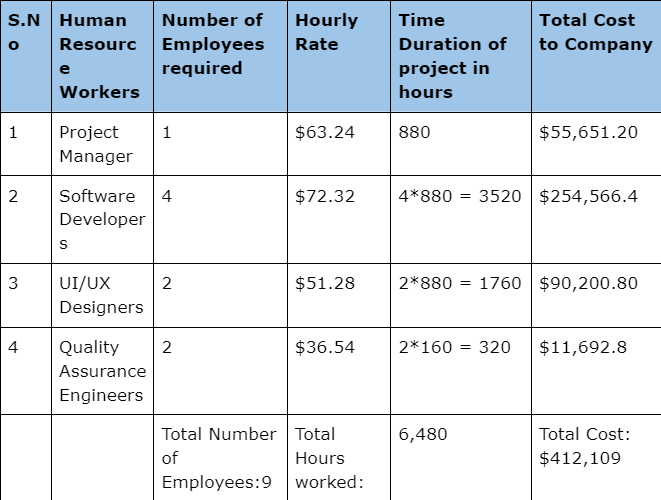 S.N
o
Human
Resourc
e
Workers
Number of
Employees
required
Hourly
Rate
Time
Duration of
project in
hours
Total Cost
to Company
1
Project
Manager
1
$63.24
880
$55,651.20
2
Software
Developer
s
4
$72.32
4*880 = 3520
$254,566.4
3
UI/UX
Designers
2
$51.28
2*880 = 1760
$90,200.80
4
Quality
Assurance
Engineers
2
$36.54
2*160 = 320
$11,692.8
Total Number
of
Employees:9
Total
Hours
worked:
6,480
Total Cost:
$412,109